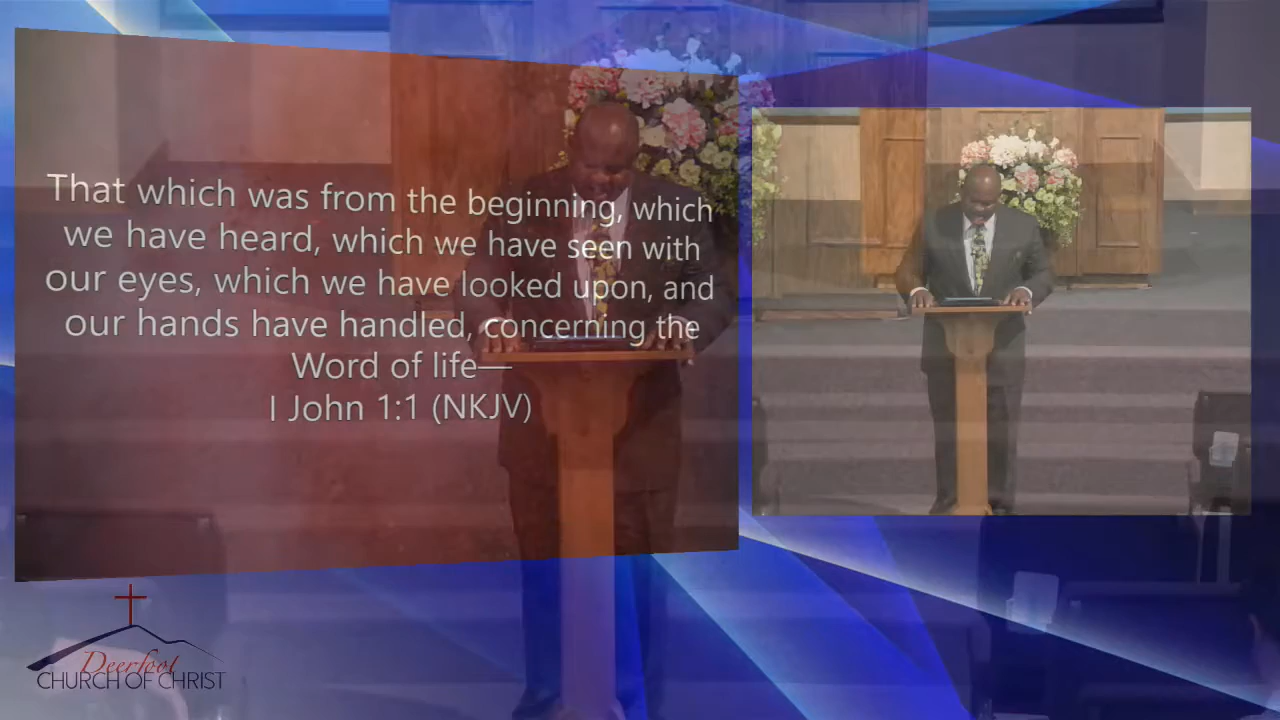 That which was from the beginning, which
we have heard, which we have seen with
our eyes, which we have looked upon, and
our hands have handled, concerning the
Word of life—
I John 1:1 (NKJV)
Deerfoot
CHURCH OF CHRIST